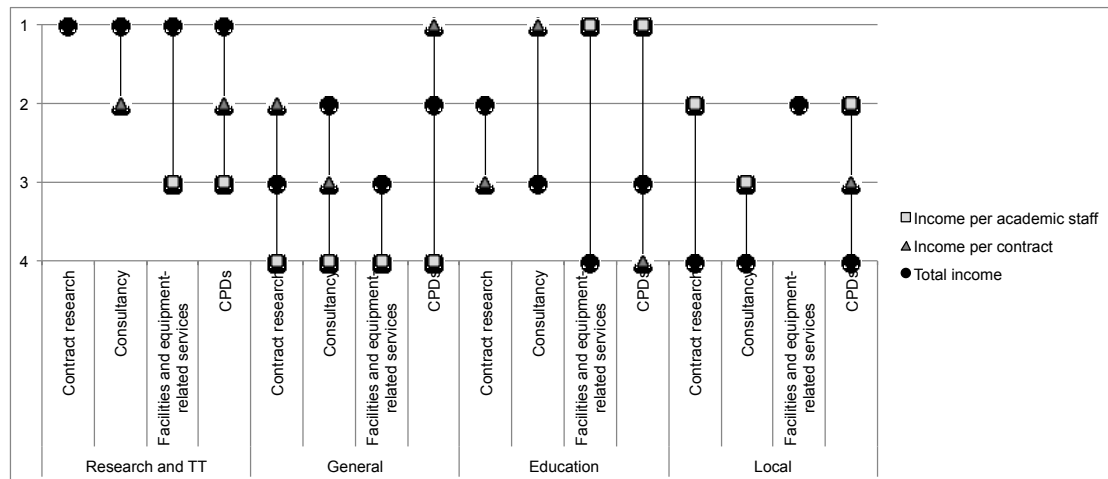 1
2
3
4
Income per academic staff
Income per contract
Total income
Contract research
Consultancy
Facilities and equipment-
related services
CPDs
Contract research
Consultancy
Facilities and equipment-
related services
CPDs
Contract research
Consultancy
Facilities and equipment-
related services
CPDs
Contract research
Consultancy
Facilities and equipment-
related services
CPDs
Research and TT
General
Education
Local